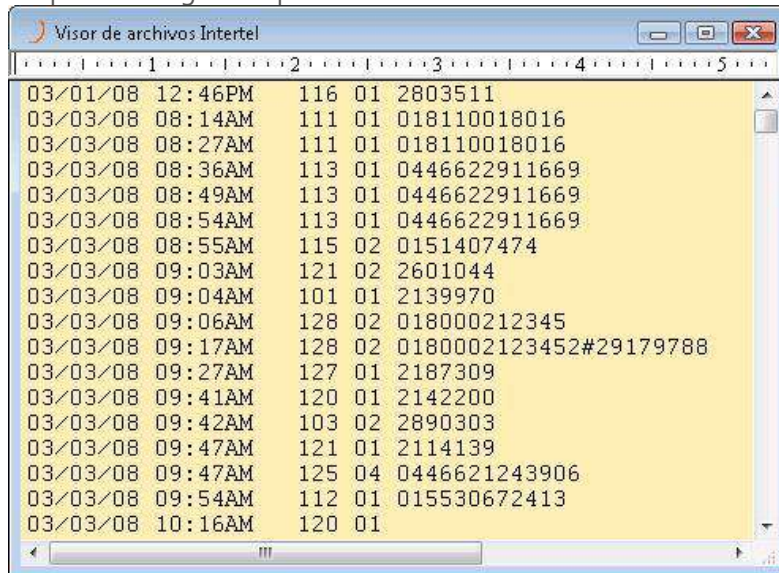 Visor de archivos Intertel
1 2 3 4 5
03/01/08 12:46PM 116 01 2803511
03/03/08 08:14AM 111 01 018110018016
03/03/08 08:27AM 111 01 018110018016
03/03/08 08:36AM 113 01 0446622911669
03/03/08 08:49AM 113 01 0446622911669
03/03/08 08:54AM 113 01 0446622911669
03/03/08 08:55AM 115 02 0151407474
03/03/08 09:03AM 121 02 2601044
03/03/08 09:04AM 101 01 2139970
03/03/08 09:06AM 128 02 018000212345
03/03/08 09:17AM 128 02 0180002123452#29179788
03/03/08 09:27AM 127 01 2187309
03/03/08 09:41AM 120 01 2142200
03/03/08 09:42AM 103 02 2890303
03/03/08 09:47AM 121 01 2114139
03/03/08 09:47AM 125 04 0446621243906
03/03/08 09:54AM 112 01 015530672413
03/03/08 10:16AM 120 01